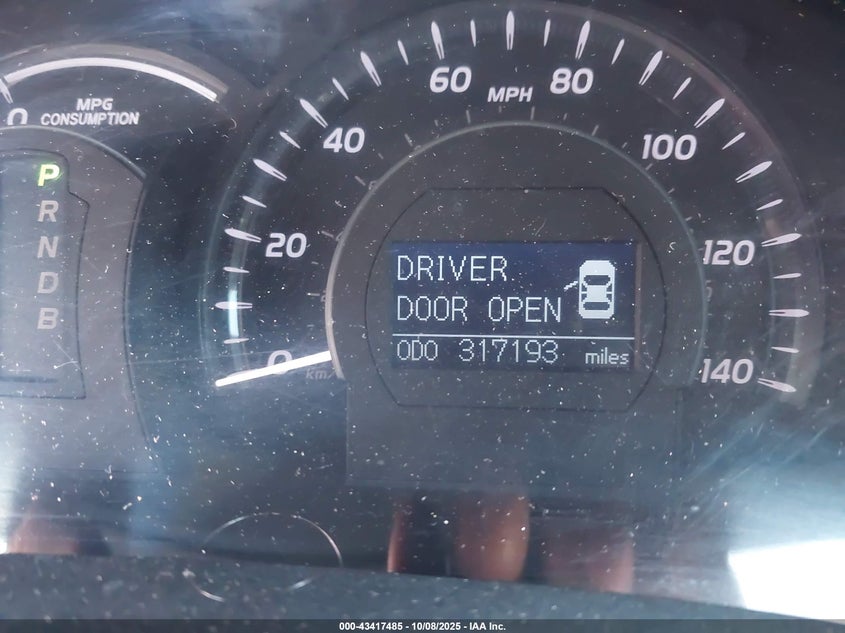 MPG
CONSUMPTION
0
P
R
N
D
B
0
20
40
60
MPH
80
100
120
140
km/
DRIVER
DOOR OPEN
ODO 317193 miles
000-43417485 - 10/08/2025 - IAA Inc.